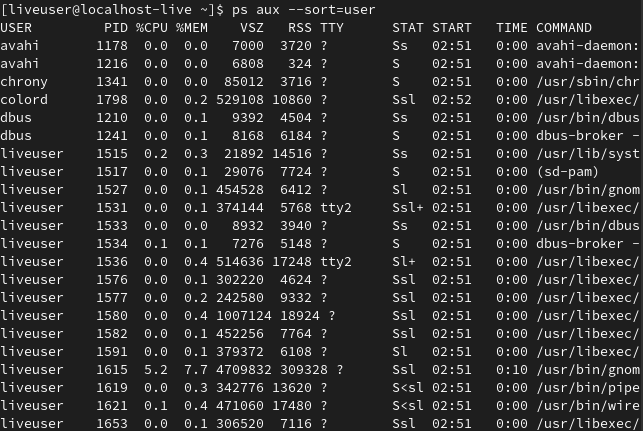 [liveuser@localhost-live ~]$ ps aux --sort=user
USER PID %CPU %MEM VSZ RSS TTY STAT START TIME COMMAND
avahi 1178 0.0 0.0 7000 3720 ? Ss 02:51 0:00 avahi-daemon:
avahi 1216 0.0 0.0 6808 324 ? S 02:51 0:00 avahi-daemon:
chrony 1341 0.0 0.0 85012 3716 ? S 02:51 0:00 /usr/sbin/chr
colord 1798 0.0 0.2 529108 10860 ? Ssl 02:52 0:00 /usr/libexec/
dbus 1210 0.0 0.1 9392 4504 ? Ss 02:51 0:00 /usr/bin/dbus
dbus 1241 0.0 0.1 8168 6184 ? S 02:51 0:00 dbus-broker -
liveuser 1515 0.2 0.3 21892 14516 ? Ss 02:51 0:00 /usr/lib/syst
liveuser 1517 0.0 0.1 29076 7724 ? S 02:51 0:00 (sd-pam)
liveuser 1527 0.0 0.1 454528 6412 ? Sl 02:51 0:00 /usr/bin/gnom
liveuser 1531 0.0 0.1 374144 5768 tty2 Ssl+ 02:51 0:00 /usr/libexec/
liveuser 1533 0.0 0.0 8932 3940 ? Ss 02:51 0:00 /usr/bin/dbus
liveuser 1534 0.1 0.1 7276 5148 ? S 02:51 0:00 dbus-broker -
liveuser 1536 0.0 0.4 514636 17248 tty2 Sl+ 02:51 0:00 /usr/libexec/
liveuser 1576 0.0 0.1 302220 4624 ? Ssl 02:51 0:00 /usr/libexec/
liveuser 1577 0.0 0.2 242580 9332 ? Ssl 02:51 0:00 /usr/libexec/
liveuser 1580 0.0 0.4 1007124 18924 ? Ssl 02:51 0:00 /usr/libexec/
liveuser 1582 0.0 0.1 452256 7764 ? Ssl 02:51 0:00 /usr/libexec/
liveuser 1591 0.0 0.1 379372 6108 ? Sl 02:51 0:00 /usr/libexec/
liveuser 1615 5.2 7.7 4709832 309328 ? Ssl 02:51 0:10 /usr/bin/gnom
liveuser 1619 0.0 0.3 342776 13620 ? S<sl 02:51 0:00 /usr/bin/pipe
liveuser 1621 0.1 0.4 471060 17480 ? S<sl 02:51 0:00 /usr/bin/wire
liveuser 1653 0.0 0.1 306520 7116 ? Ssl 02:51 0:00 /usr/libexec/